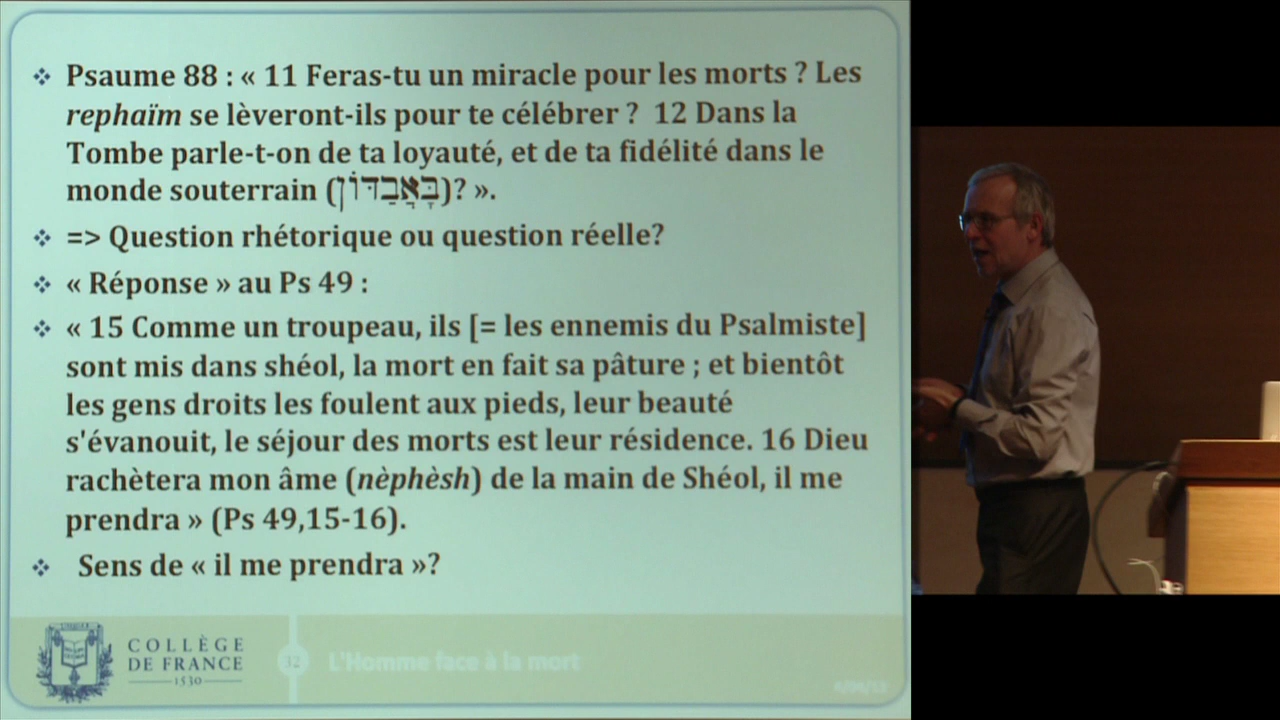 ❖ Psaume 88 : « 11 Feras-tu un miracle pour les morts ? Les
rephaïm se lèveront-ils pour te célébrer ? 12 Dans la
Tombe parle-t-on de ta loyauté, et de ta fidélité dans le
monde souterrain (בָּאֲבַדּוֹן)? ».
❖ => Question rhétorique ou question réelle?
❖ « Réponse » au Ps 49 :
❖ « 15 Comme un troupeau, ils [= les ennemis du Psalmiste]
sont mis dans shéol, la mort en fait sa pâture ; et bientôt
les gens droits les foulent aux pieds, leur beauté
s'évanouit, le séjour des morts est leur résidence. 16 Dieu
rachètera mon âme (nèphèsh) de la main de Shéol, il me
prendra » (Ps 49,15-16).
❖ Sens de « il me prendra »?
COLLÈGE
DE FRANCE
1530
32
L'Homme face à la mort